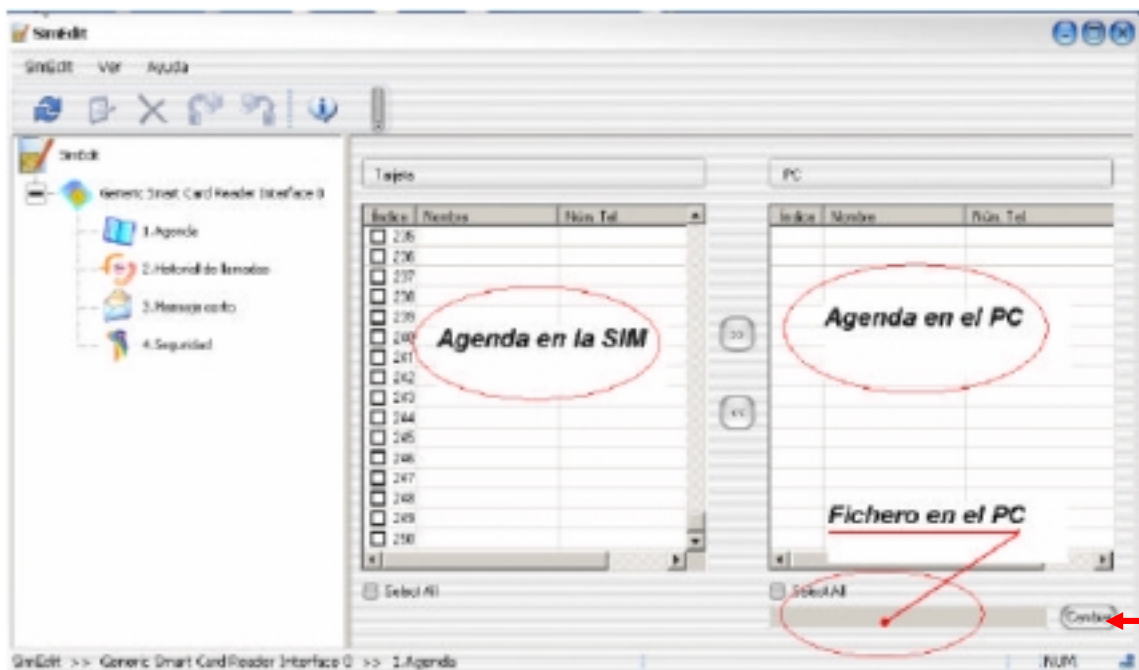 SimEdit
SimEdit Ver Ayuda
SimEdit
Generic Smart Card Reader Interface 0
1.Agenda
2.Historial de llamadas
3.Mensaje corto
4.Seguridad
Tarjeta
Índice Nombre Núm. Tel.
235
236
237
238
239
240
241
242
243
244
245
246
247
248
249
250
Agenda en la SIM
Select All
>>
<<
PC
Índice Nombre Núm. Tel.
Agenda en el PC
Fichero en el PC
Select All
SimEdit >> Generic Smart Card Reader Interface 0 >> 1.Agenda
NUM